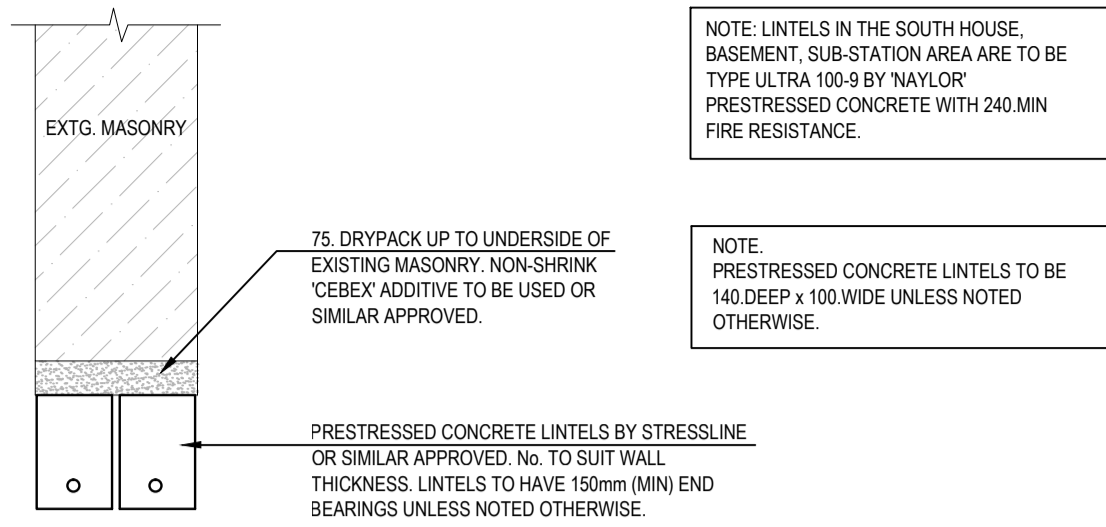 EXTG. MASONRY
75. DRYPACK UP TO UNDERSIDE OF
EXISTING MASONRY. NON-SHRINK
'CEBEX' ADDITIVE TO BE USED OR
SIMILAR APPROVED.
PRESTRESSED CONCRETE LINTELS BY STRESSLINE
OR SIMILAR APPROVED. No. TO SUIT WALL
THICKNESS. LINTELS TO HAVE 150mm (MIN) END
BEARINGS UNLESS NOTED OTHERWISE.
NOTE: LINTELS IN THE SOUTH HOUSE,
BASEMENT, SUB-STATION AREA ARE TO BE
TYPE ULTRA 100-9 BY 'NAYLOR'
PRESTRESSED CONCRETE WITH 240.MIN
FIRE RESISTANCE.
NOTE.
PRESTRESSED CONCRETE LINTELS TO BE
140.DEEP x 100.WIDE UNLESS NOTED
OTHERWISE.